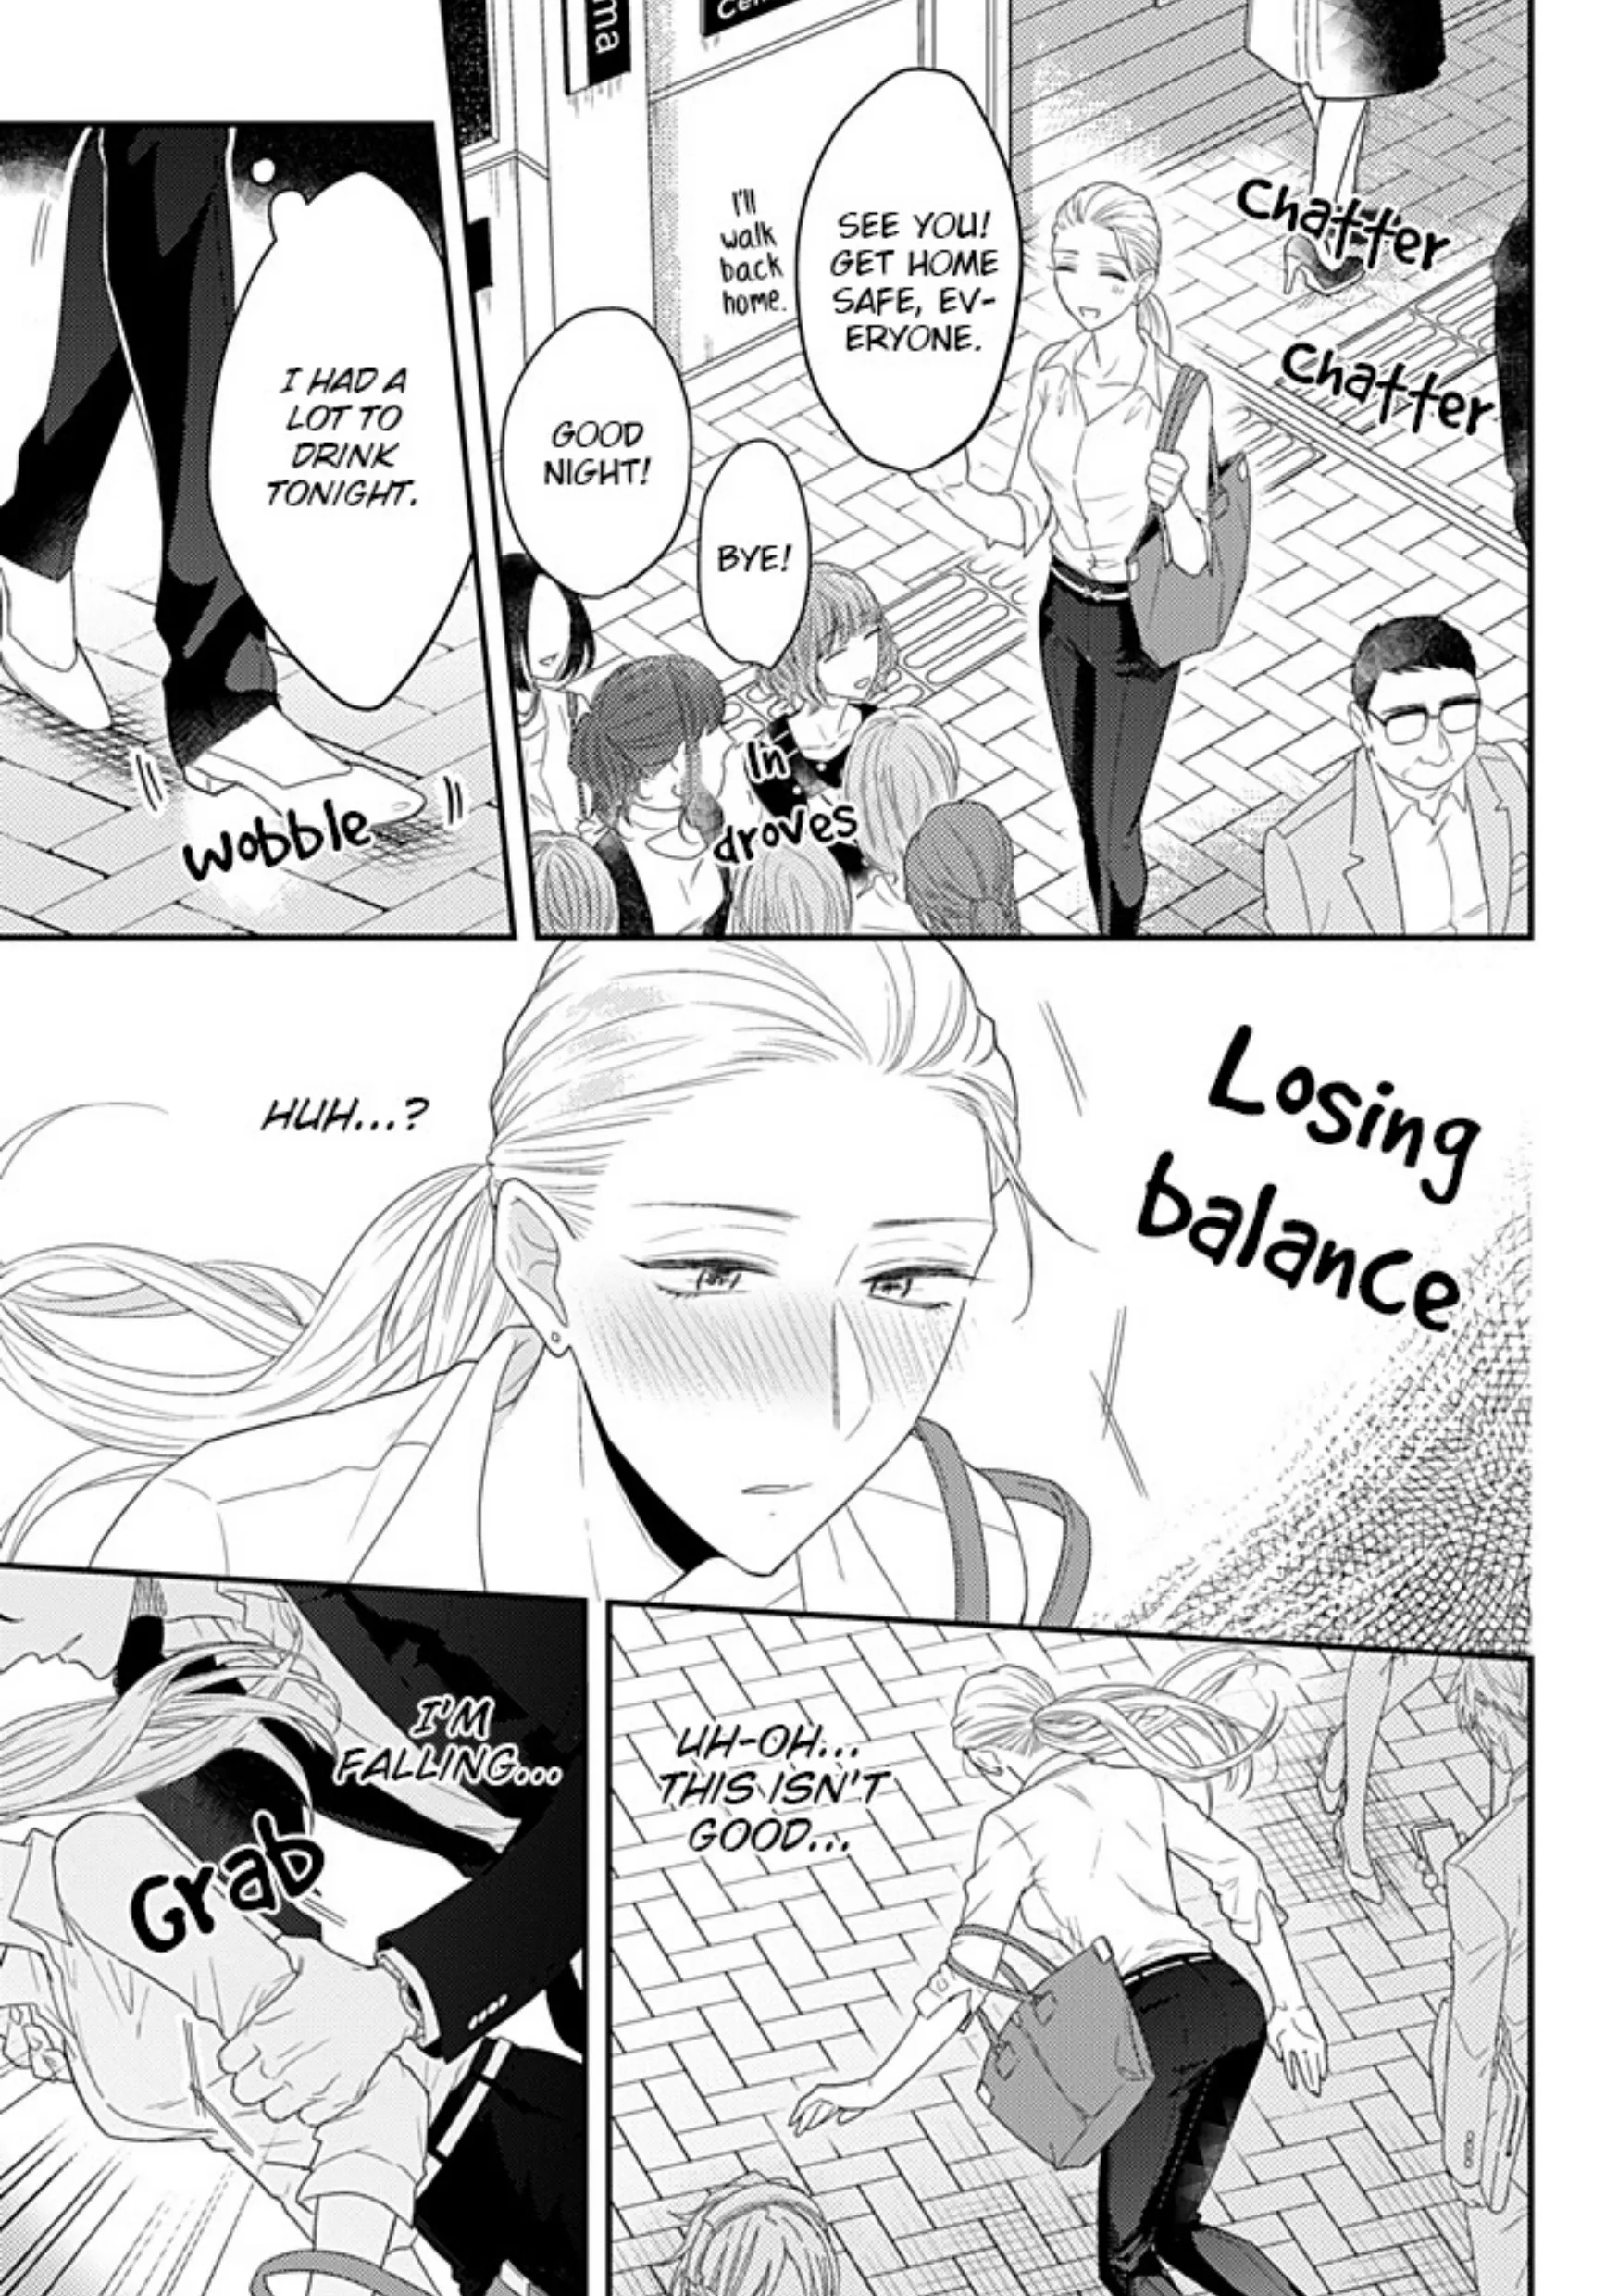 ma
Cen
Chatter
Chatter
SEE YOU!
GET HOME
SAFE, EV-
ERYONE.
I'll
walk
back
home.
BYE!
GOOD
NIGHT!
In
droves
I HAD A
LOT TO
DRINK
TONIGHT.
wobble
Losing
balance
HUH...?
UH-OH...
THIS ISN'T
GOOD...
I'M
FALLING...
Grab